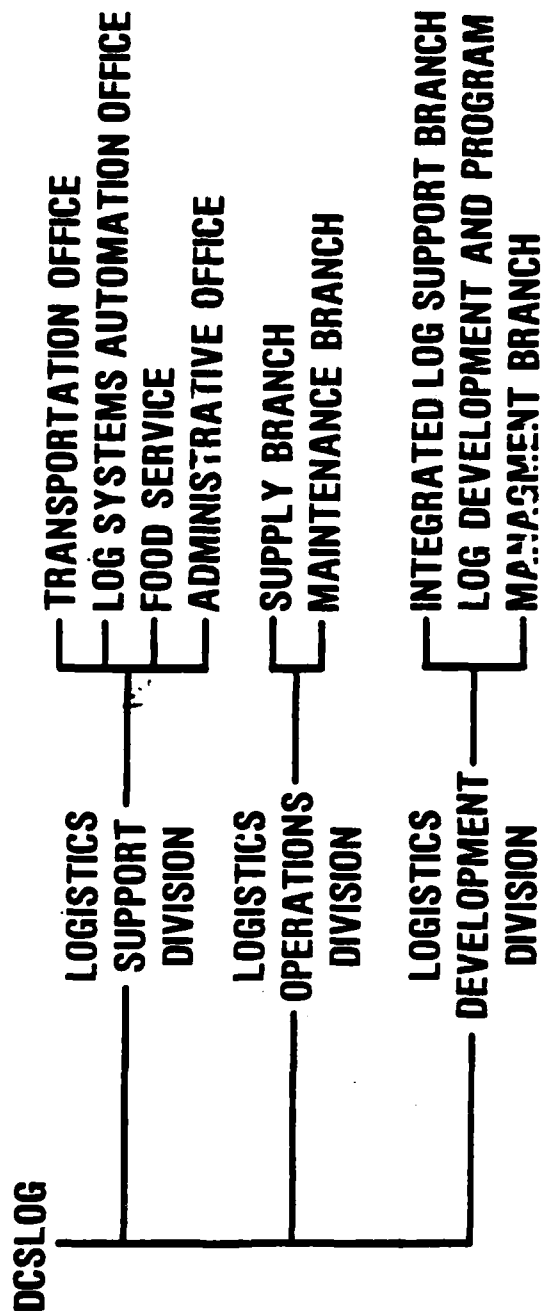 DCSLOG
LOGISTICS
SUPPORT
DIVISION
TRANSPORTATION OFFICE
LOG SYSTEMS AUTOMATION OFFICE
FOOD SERVICE
ADMINISTRATIVE OFFICE
LOGISTICS
OPERATIONS
DIVISION
SUPPLY BRANCH
MAINTENANCE BRANCH
LOGISTICS
DEVELOPMENT
DIVISION
INTEGRATED LOG SUPPORT BRANCH
LOG DEVELOPMENT AND PROGRAM
MANAGMENT BRANCH